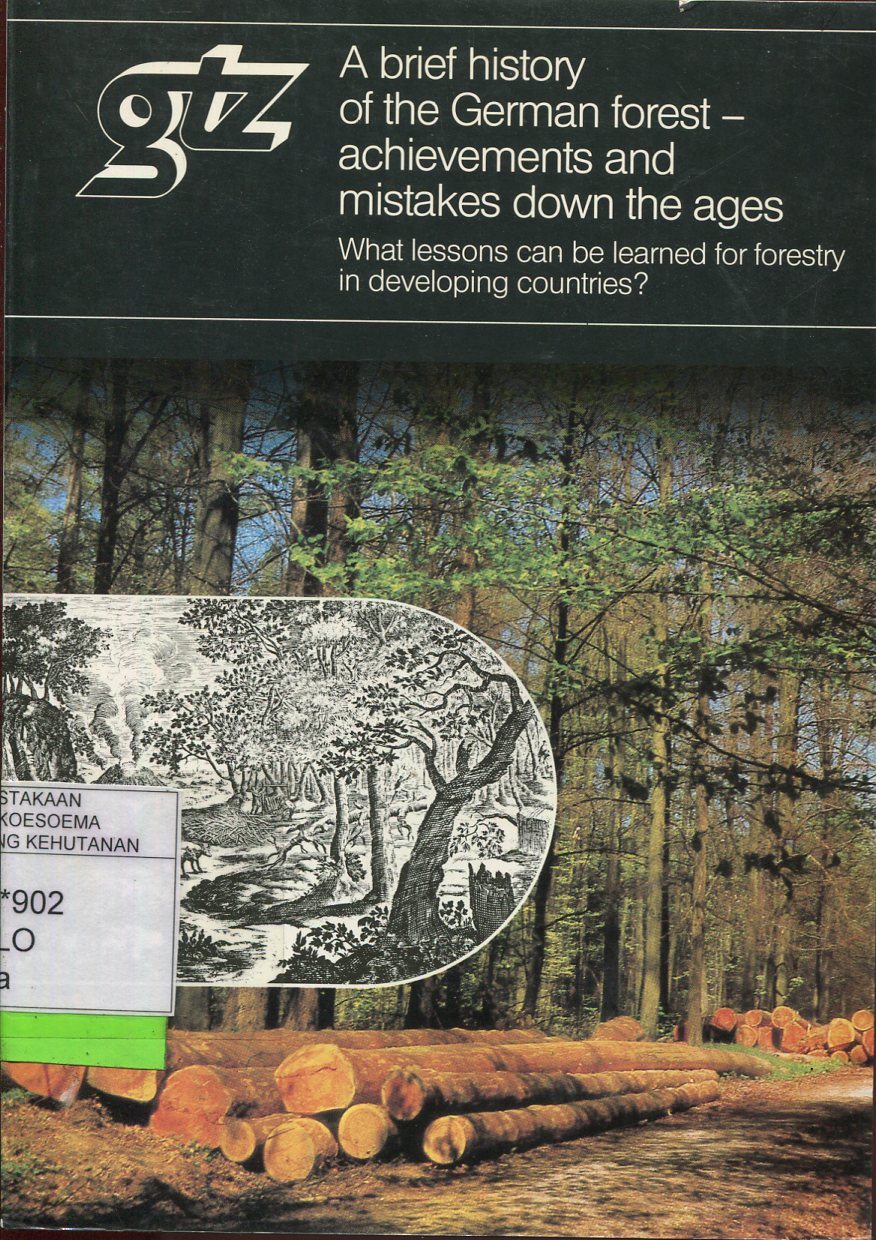 gtz
A brief history
of the German forest –
achievements and
mistakes down the ages
What lessons can be learned for forestry
in developing countries?
STAKAAN
KOESOEMA
NG KEHUTANAN
*902
LO
a